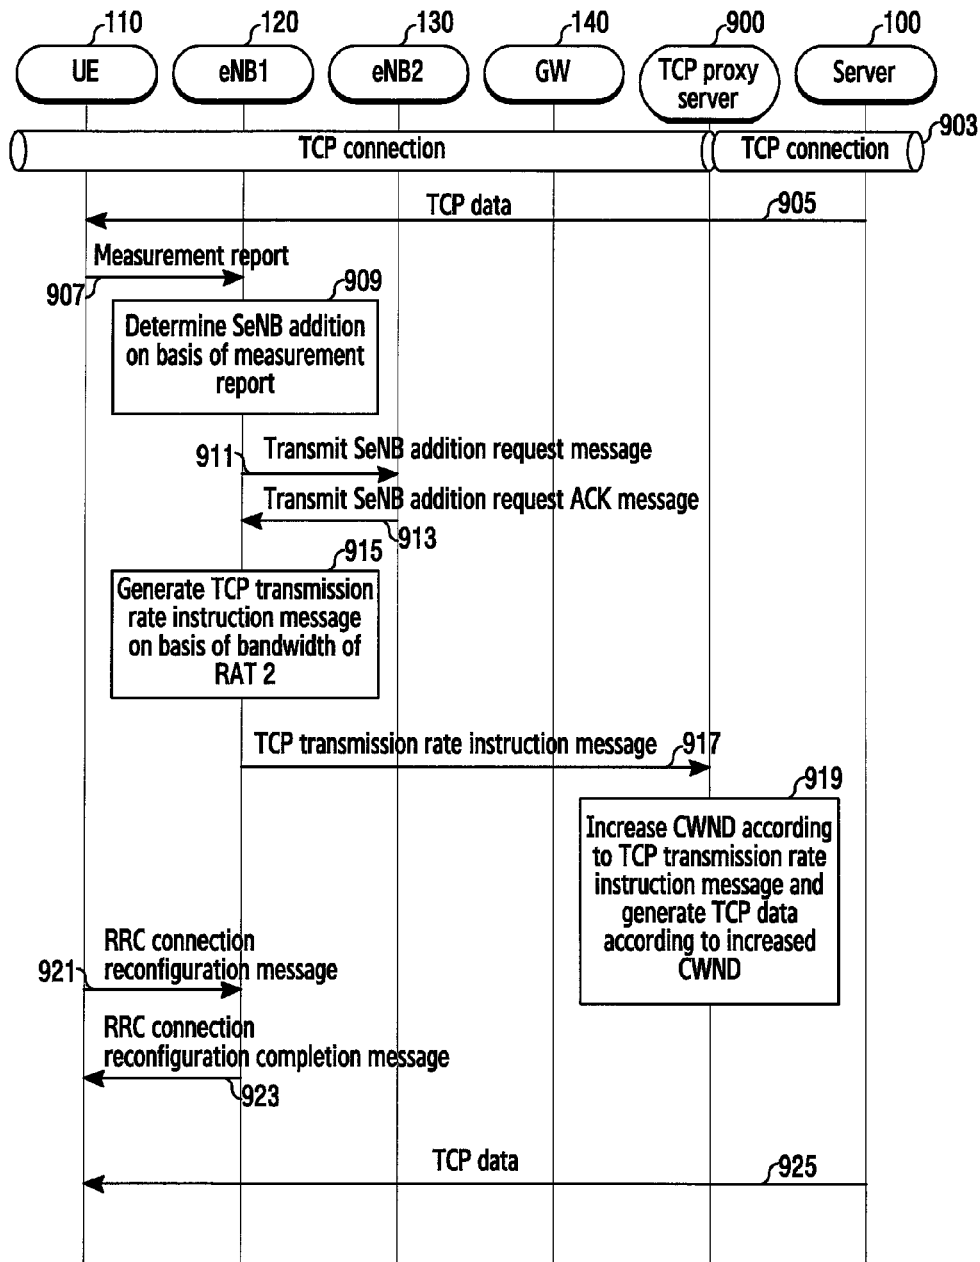 110
120
130
140
900
100
UE
eNB1
eNB2
GW
TCP proxy
server
Server
903
TCP connection
TCP connection
TCP data
905
Measurement report
907
909
Determine SeNB addition
on basis of measurement
report
911
Transmit SeNB addition request message
Transmit SeNB addition request ACK message
913
915
Generate TCP transmission
rate instruction message
on basis of bandwidth of
RAT 2
TCP transmission rate instruction message
917
919
Increase CWND according
to TCP transmission rate
instruction message and
generate TCP data
according to increased
CWND
RRC connection
reconfiguration message
921
RRC connection
reconfiguration completion message
923
TCP data
925